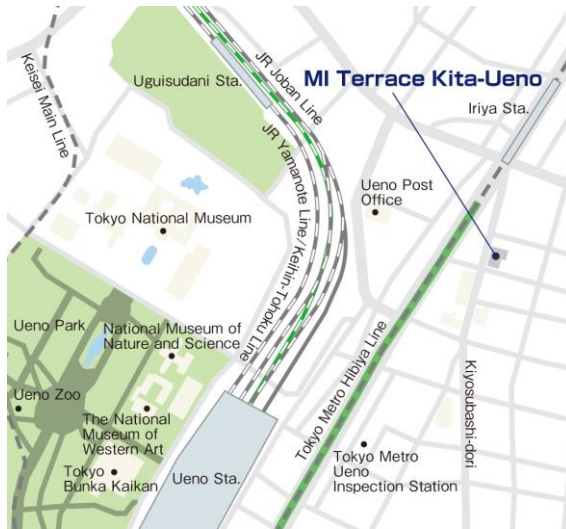 Keisei Main Line
Uguisudani Sta.
JR Joban Line
MI Terrace Kita-Ueno
Iriya Sta.
JR Yamanote Line/Keihin-Tohoku Line
Ueno Post
Office
Tokyo National Museum
Ueno Park
National Museum of
Nature and Science
Tokyo Metro Hibiya Line
Kiyosubashi-dori
Ueno Zoo
The National
Museum of
Western Art
Tokyo
Bunka Kaikan
Ueno Sta.
Tokyo Metro
Ueno
Inspection Station